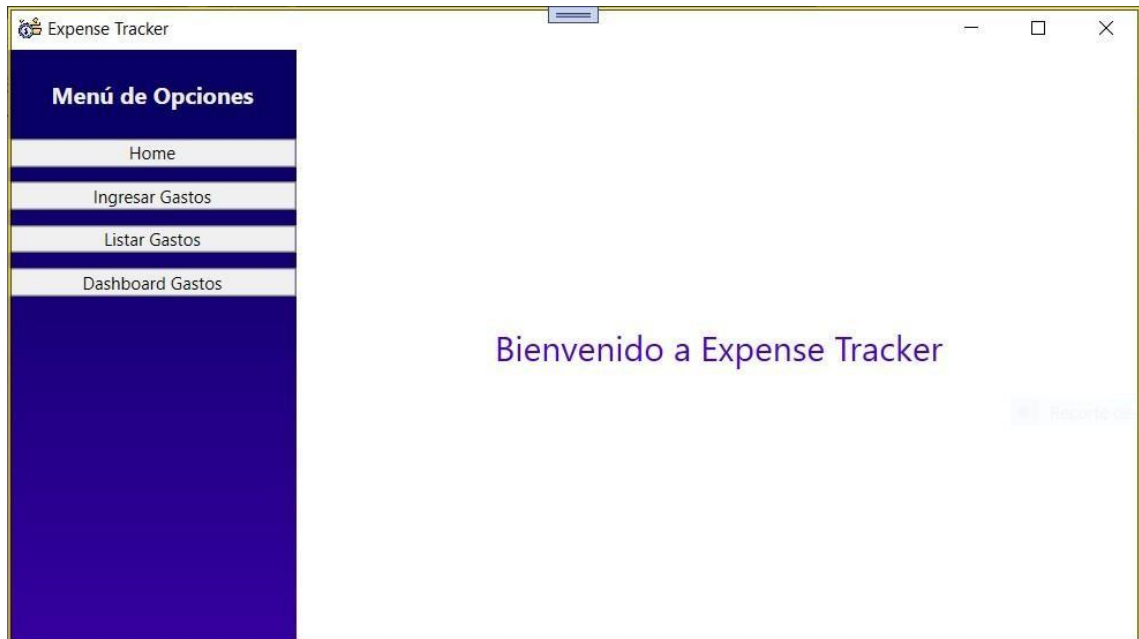 Expense Tracker
Menú de Opciones
Home
Ingresar Gastos
Listar Gastos
Dashboard Gastos
Bienvenido a Expense Tracker